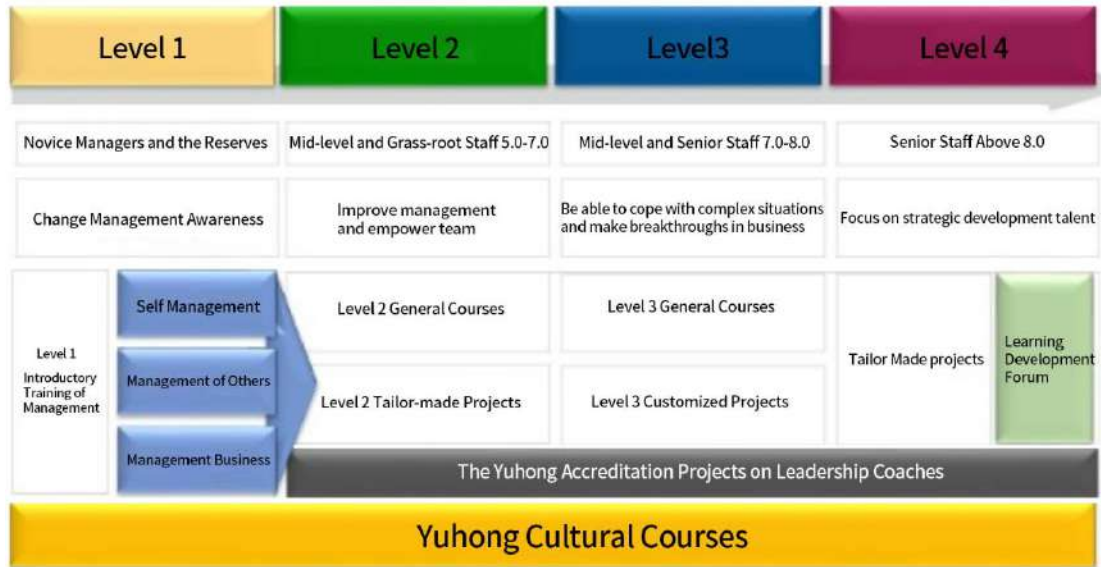 Level 1
Level 2
Level3
Level 4
Novice Managers and the Reserves
Mid-level and Grass-root Staff 5.0-7.0
Mid-level and Senior Staff 7.0-8.0
Senior Staff Above 8.0
Change Management Awareness
Improve management
and empower team
Be able to cope with complex situations
and make breakthroughs in business
Focus on strategic development talent
Level 1
Introductory
Training of
Management
Self Management
Management of Others
Management Business
Level 2 General Courses
Level 2 Tailor-made Projects
Level 3 General Courses
Level 3 Customized Projects
Tailor Made projects
Learning
Development
Forum
The Yuhong Accreditation Projects on Leadership Coaches
Yuhong Cultural Courses